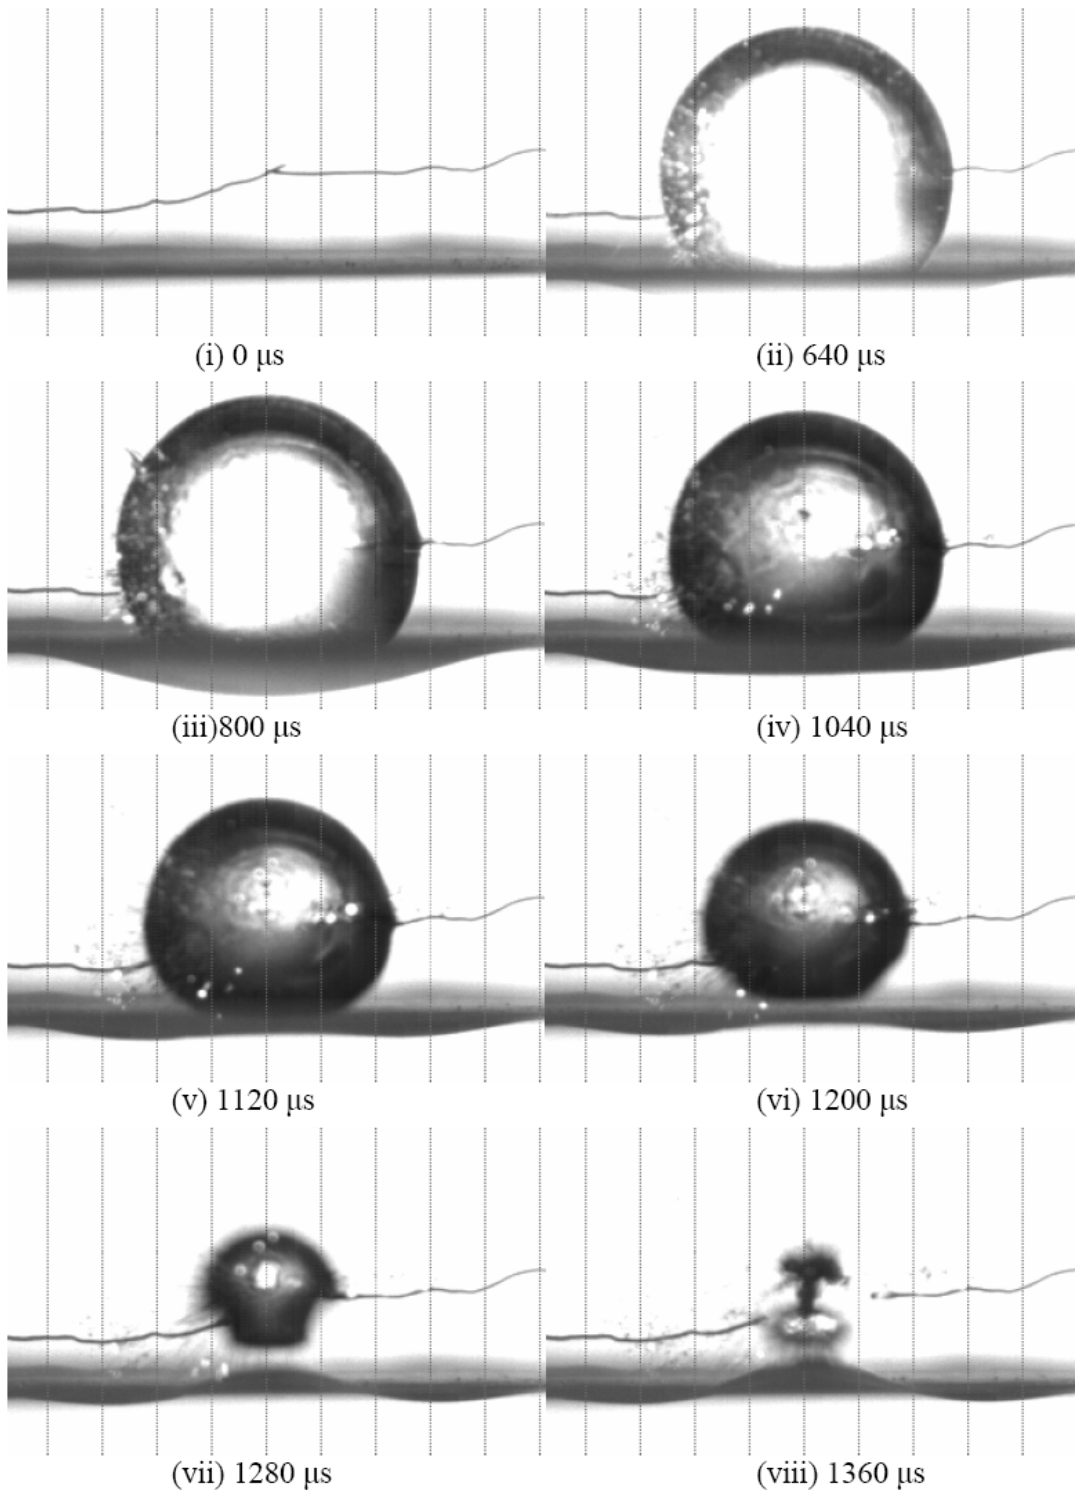 (i) 0 μs
(ii) 640 μs
(iii)800 μs
(iv) 1040 μs
(v) 1120 μs
(vi) 1200 μs
(vii) 1280 μs
(viii) 1360 μs